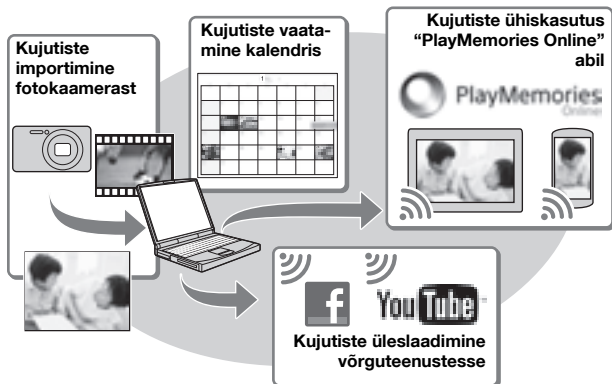 Kujutiste
importimine
fotokaamerast
Kujutiste vaata-
mine kalendris
1
Kujutiste ühiskasutus
“PlayMemories Online”
abil
PlayMemories
Online
f
You Tube
Kujutiste üleslaadimine
võrguteenustesse